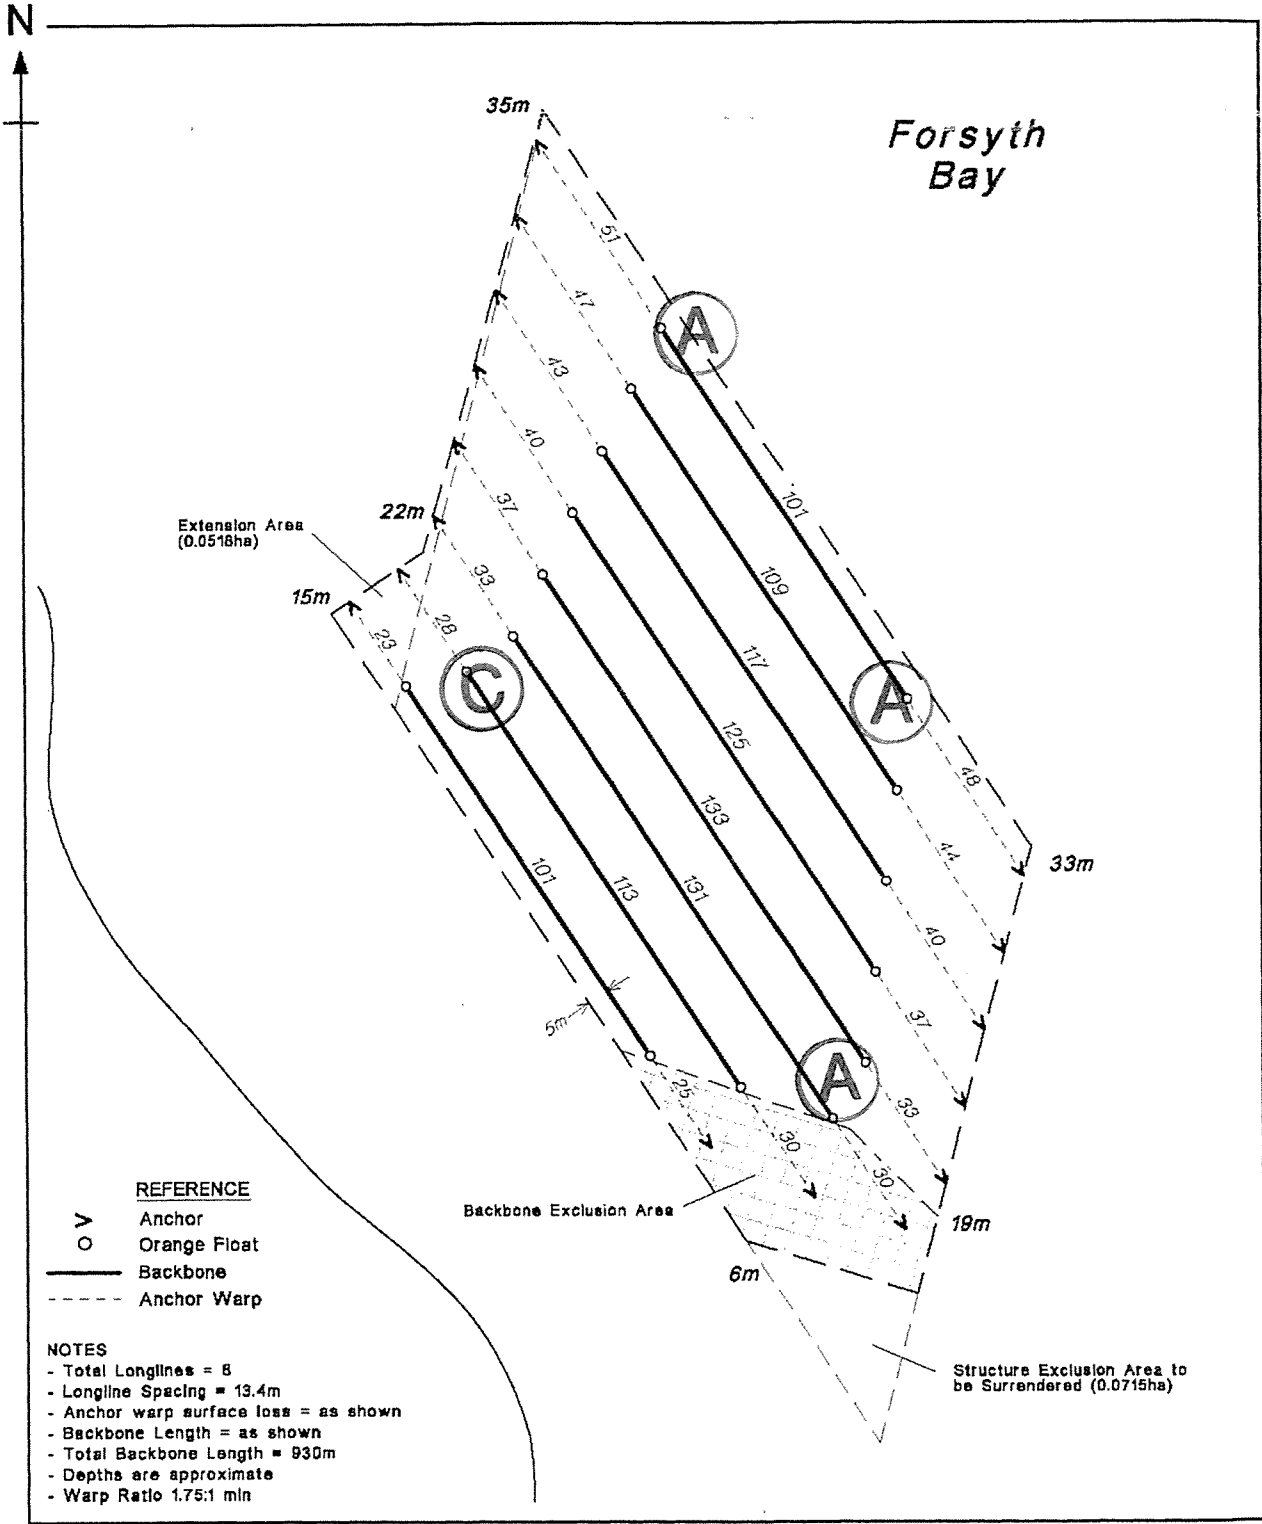 N
35m
Forsyth
Bay
51
A
47
43
40
101
37
22m
Extension Area
(0.0518ha)
33
109
15m
28
23
117
C
A
125
48
133
44
33m
101
113
131
40
5m
37
A
25
33
30
30
REFERENCE
Anchor
Orange Float
Backbone
Anchor Warp
Backbone Exclusion Area
19m
6m
NOTES
- Total Longlines = 8
- Longline Spacing = 13.4m
- Anchor warp surface loss = as shown
- Backbone Length = as shown
- Total Backbone Length = 930m
- Depths are approximate
- Warp Ratio 1.75:1 min
Structure Exclusion Area to
be Surrendered (0.0715ha)